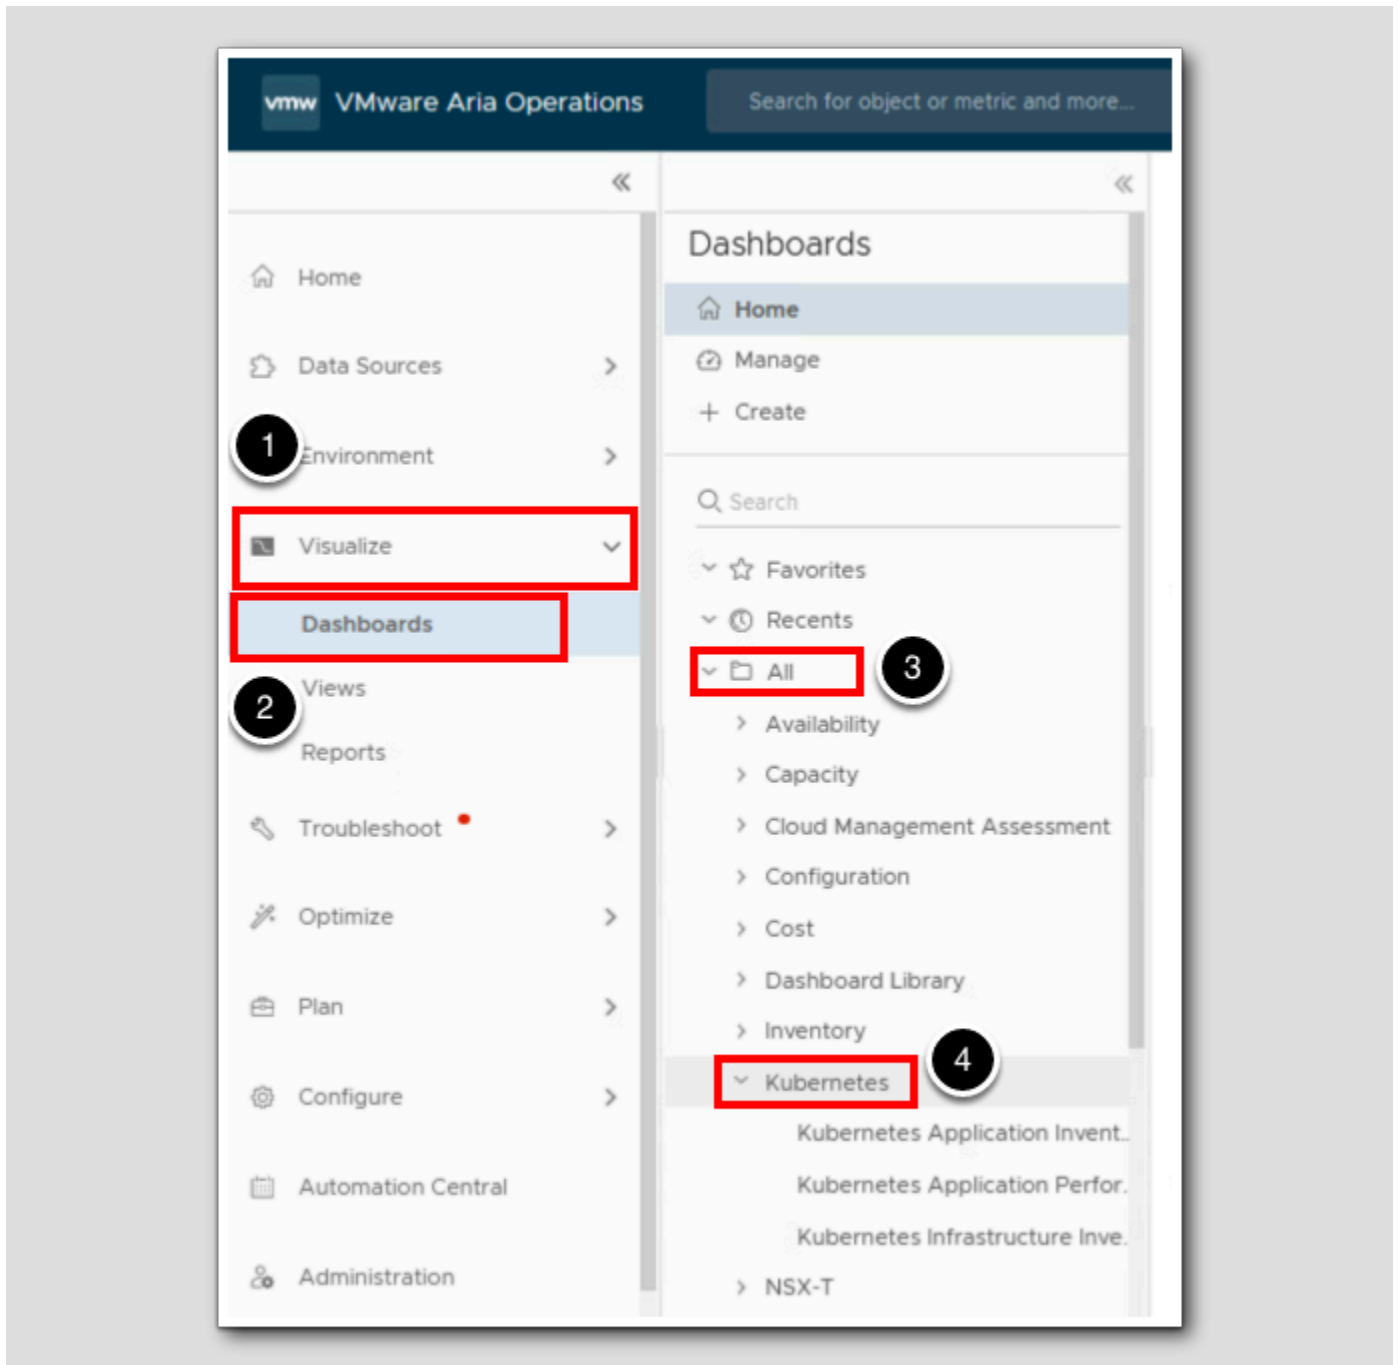 vmw VMware Aria Operations
Search for object or metric and more...
Home
Data Sources
1
Environment
Visualize
Dashboards
2
Views
Reports
Troubleshoot
Optimize
Plan
Configure
Automation Central
Administration
Dashboards
Home
Manage
Create
Search
Favorites
Recents
All
3
Availability
Capacity
Cloud Management Assessment
Configuration
Cost
Dashboard Library
Inventory
4
Kubernetes
Kubernetes Application Invent..
Kubernetes Application Perfor.
Kubernetes Infrastructure Inve.
NSX-T